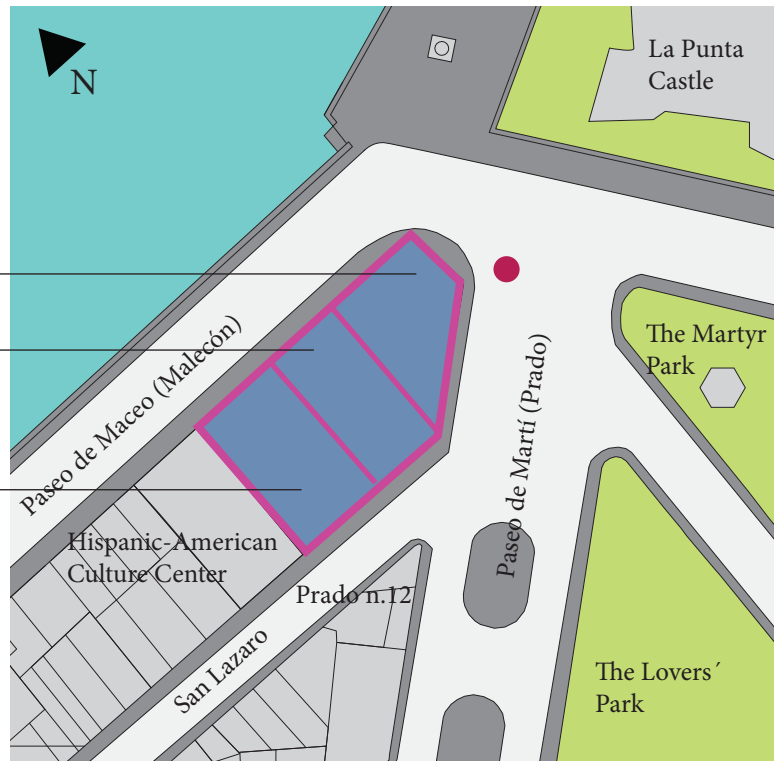 N
La Punta
Castle
Paseo de Maceo (Malecón)
The Martyr
Park
Paseo de Martí (Prado)
Hispanic-American
Culture Center
Prado n.12
San Lazaro
The Lovers´
Park